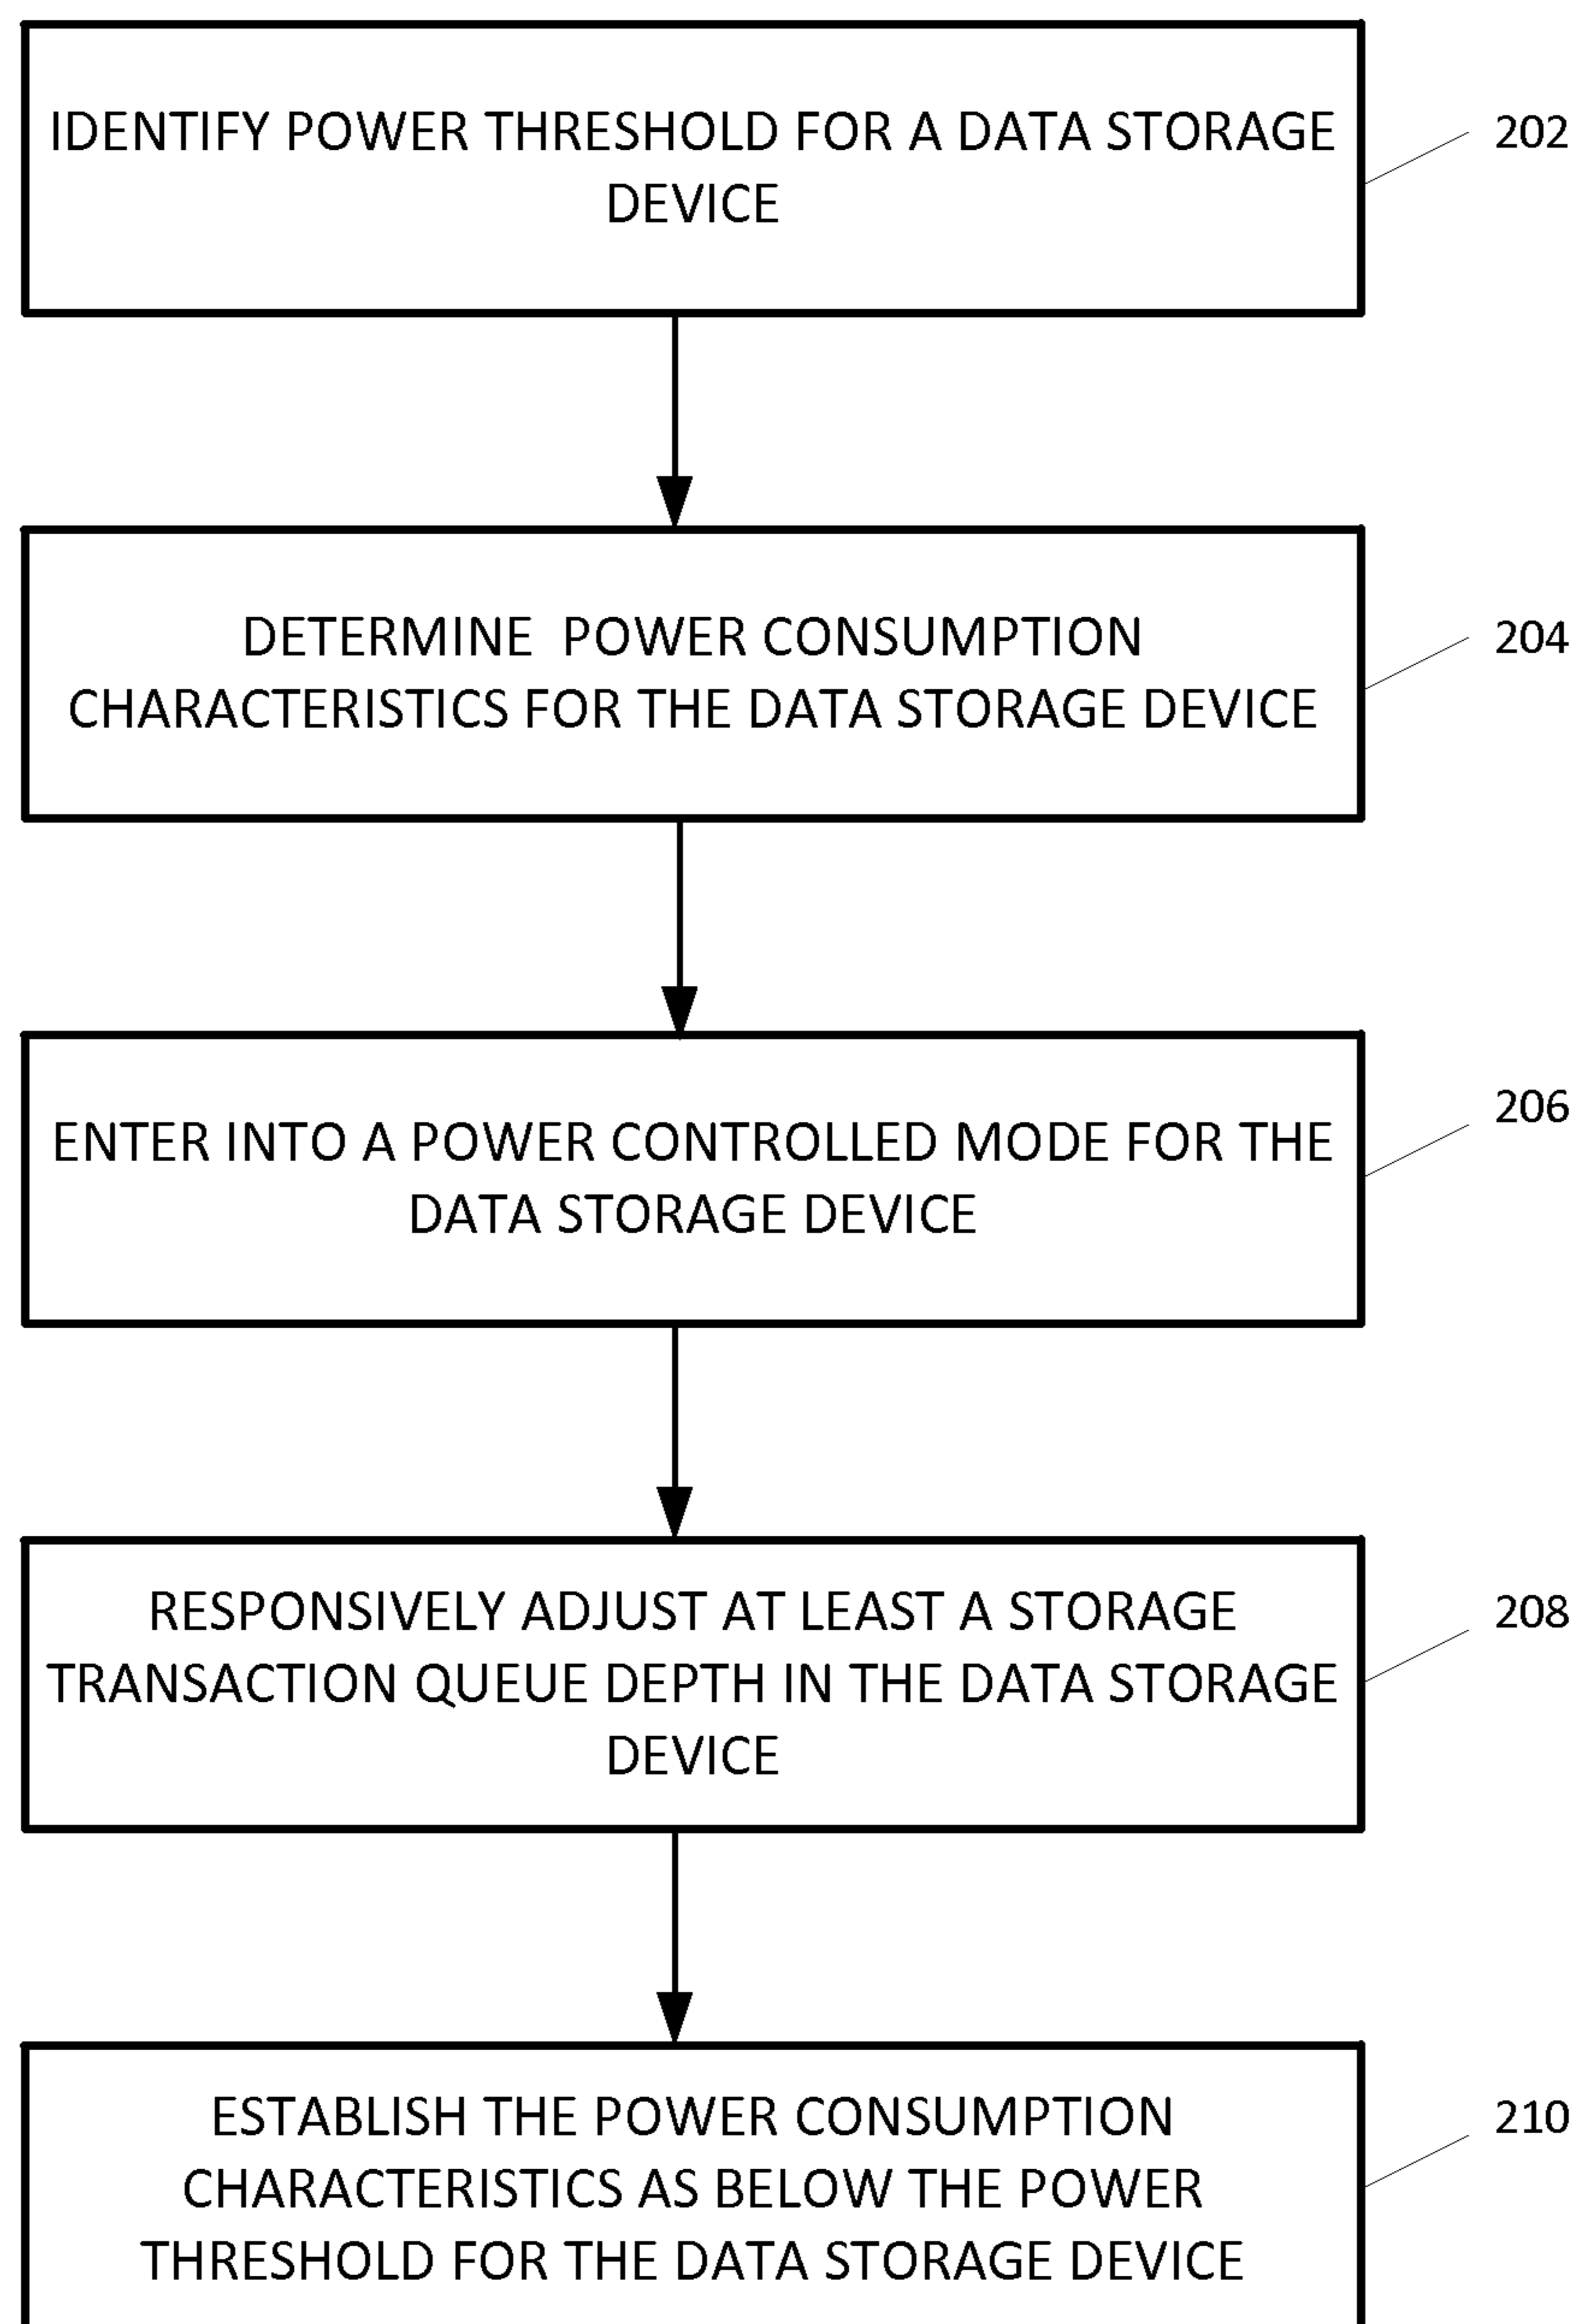 IDENTIFY POWER THRESHOLD FOR A DATA STORAGE
DEVICE
202
DETERMINE  POWER CONSUMPTION
CHARACTERISTICS FOR THE DATA STORAGE DEVICE
204
ENTER INTO A POWER CONTROLLED MODE FOR THE
DATA STORAGE DEVICE
206
RESPONSIVELY ADJUST AT LEAST A STORAGE
TRANSACTION QUEUE DEPTH IN THE DATA STORAGE
DEVICE
208
ESTABLISH THE POWER CONSUMPTION
CHARACTERISTICS AS BELOW THE POWER
THRESHOLD FOR THE DATA STORAGE DEVICE
210